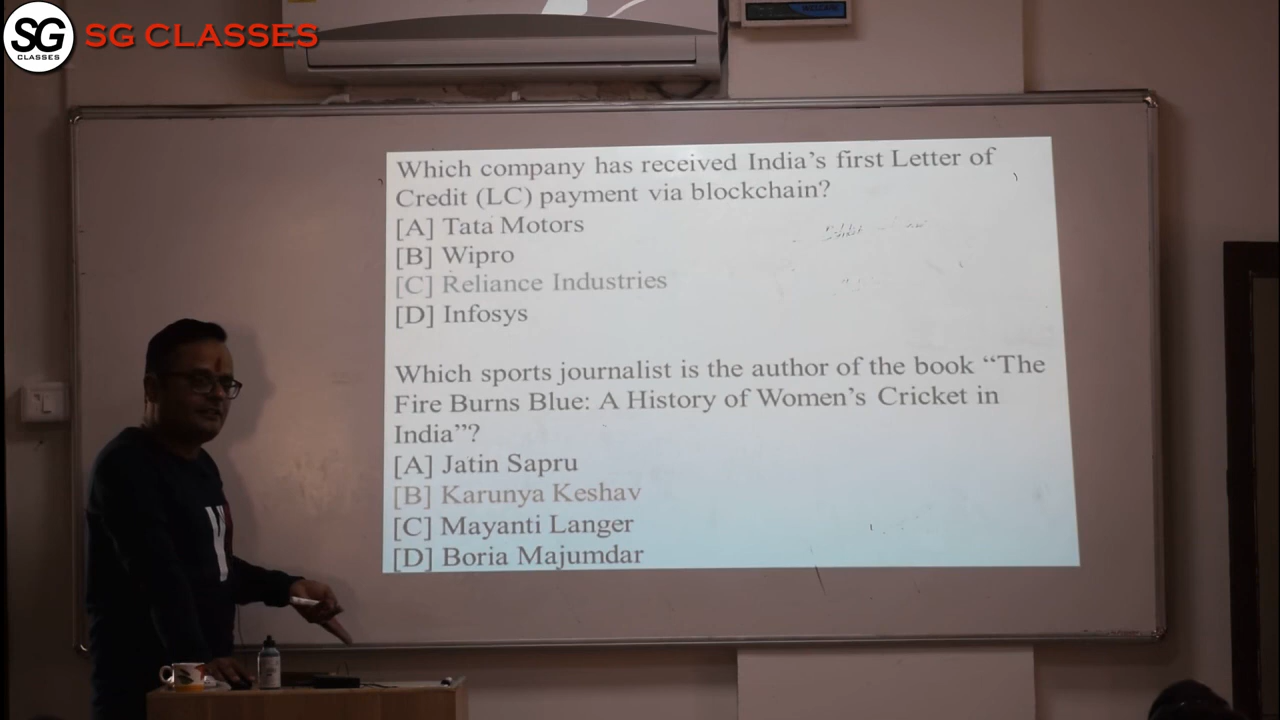 SG
CLASSES
SG CLASSES
Which company has received India's first Letter of
Credit (LC) payment via blockchain?
[A] Tata Motors
[B] Wipro
[C] Reliance Industries
[D] Infosys
Which sports journalist is the author of the book “The
Fire Burns Blue: A History of Women's Cricket in
India”?
[A] Jatin Sapru
[B] Karunya Keshav
[C] Mayanti Langer
[D] Boria Majumdar